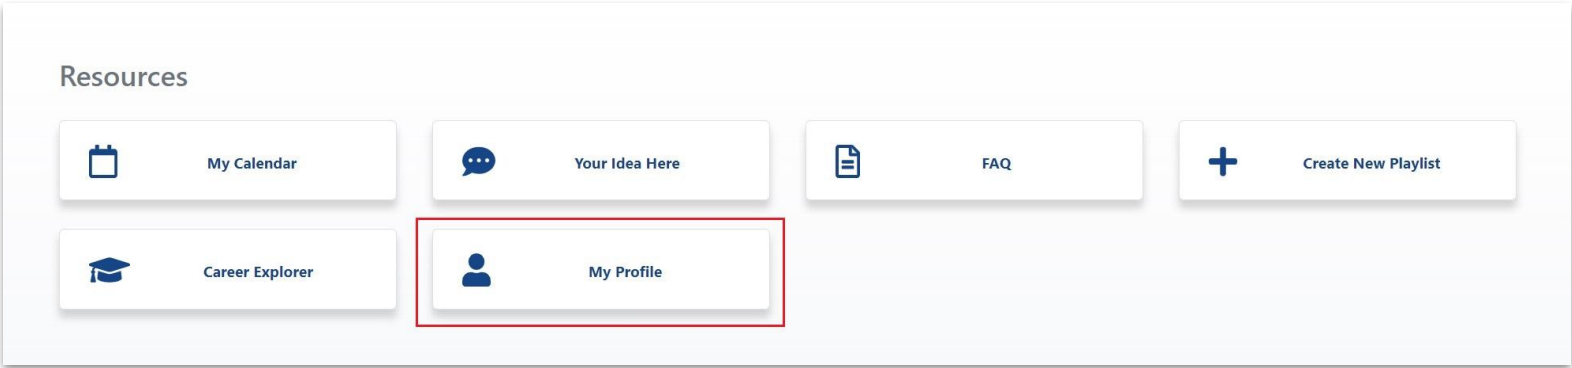 Resources
My Calendar
Your Idea Here
FAQ
Create New Playlist
Career Explorer
My Profile